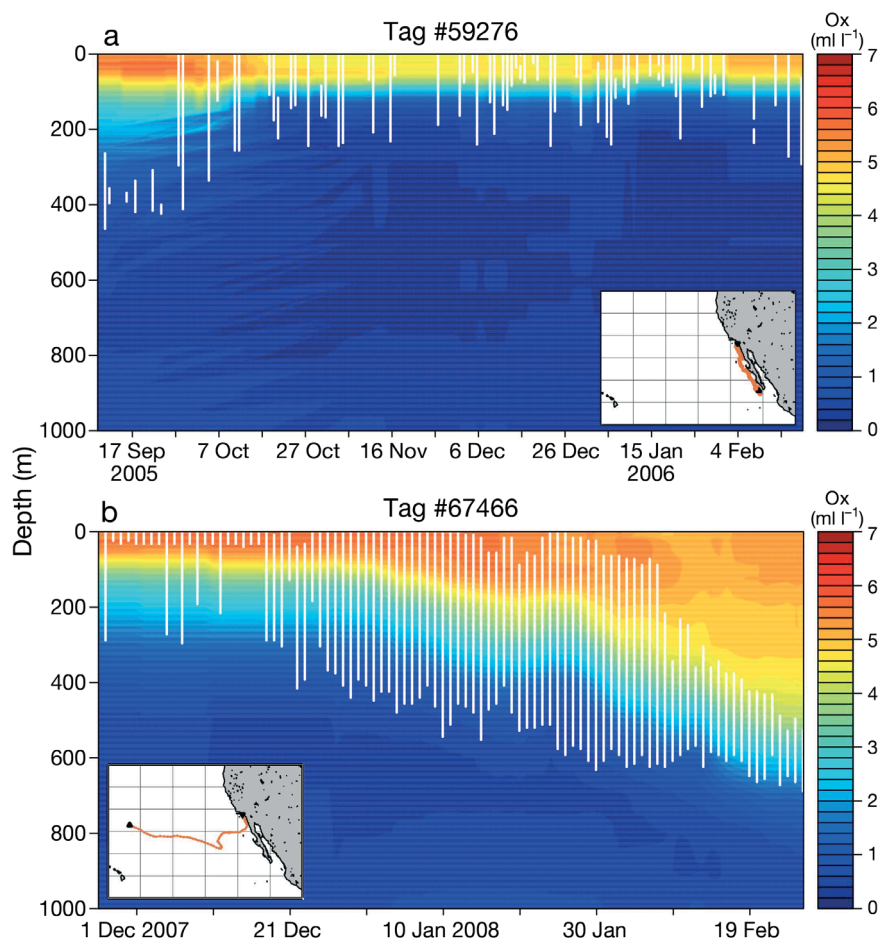 a
Tag #59276
Ox
(ml l⁻¹)
0
200
400
600
800
1000
7
6
5
4
3
2
1
0
17 Sep
2005
7 Oct
27 Oct
16 Nov
6 Dec
26 Dec
15 Jan
2006
4 Feb
Depth (m)
b
Tag #67466
Ox
(ml l⁻¹)
0
200
400
600
800
1000
7
6
5
4
3
2
1
0
1 Dec 2007
21 Dec
10 Jan 2008
30 Jan
19 Feb